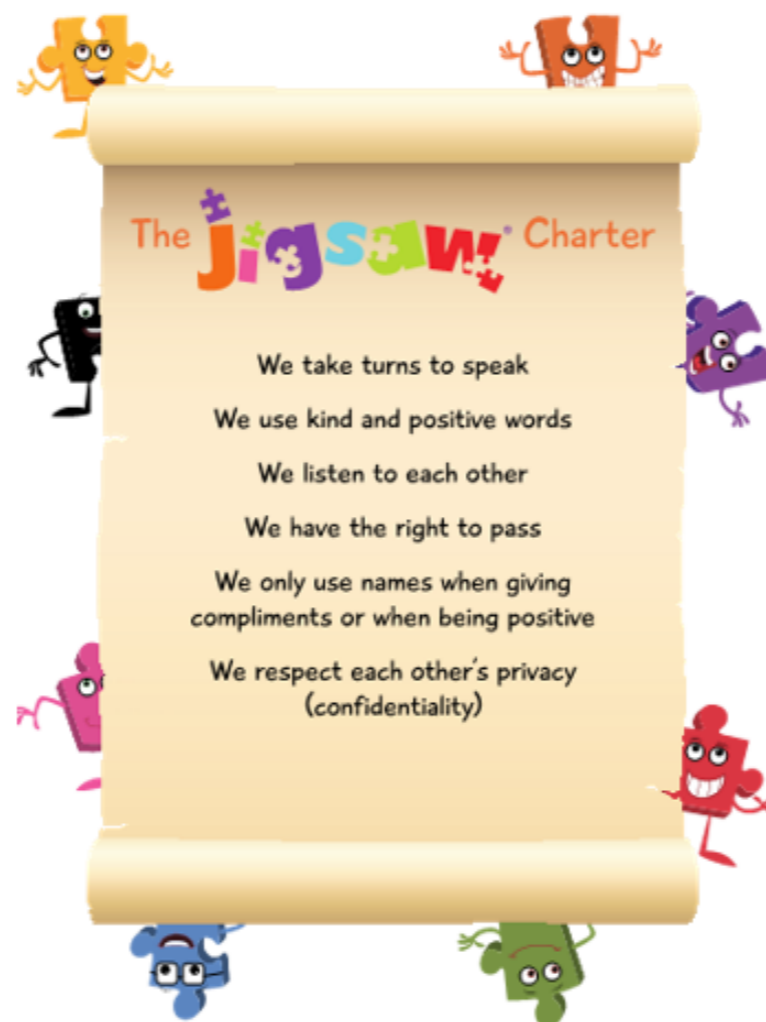 The jigsaw® Charter
We take turns to speak
We use kind and positive words
We listen to each other
We have the right to pass
We only use names when giving
compliments or when being positive
We respect each other's privacy
(confidentiality)